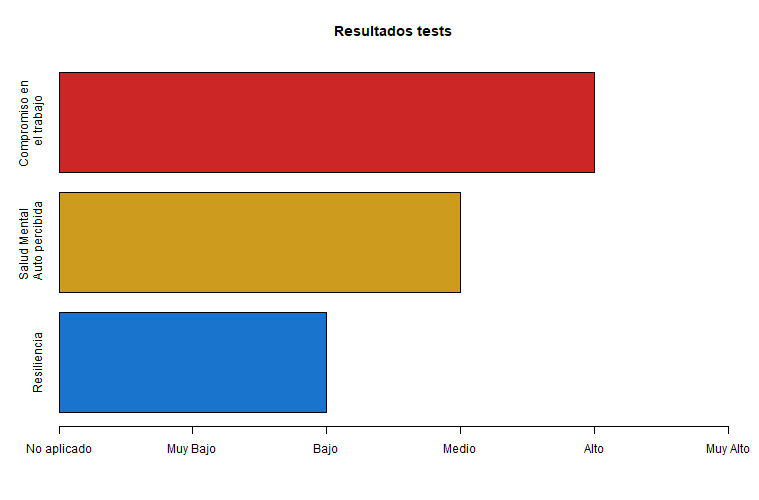 Resultados tests
Compromiso en
el trabajo
Salud Mental
Auto percibida
Resiliencia
No aplicado
Muy Bajo
Bajo
Medio
Alto
Muy Alto